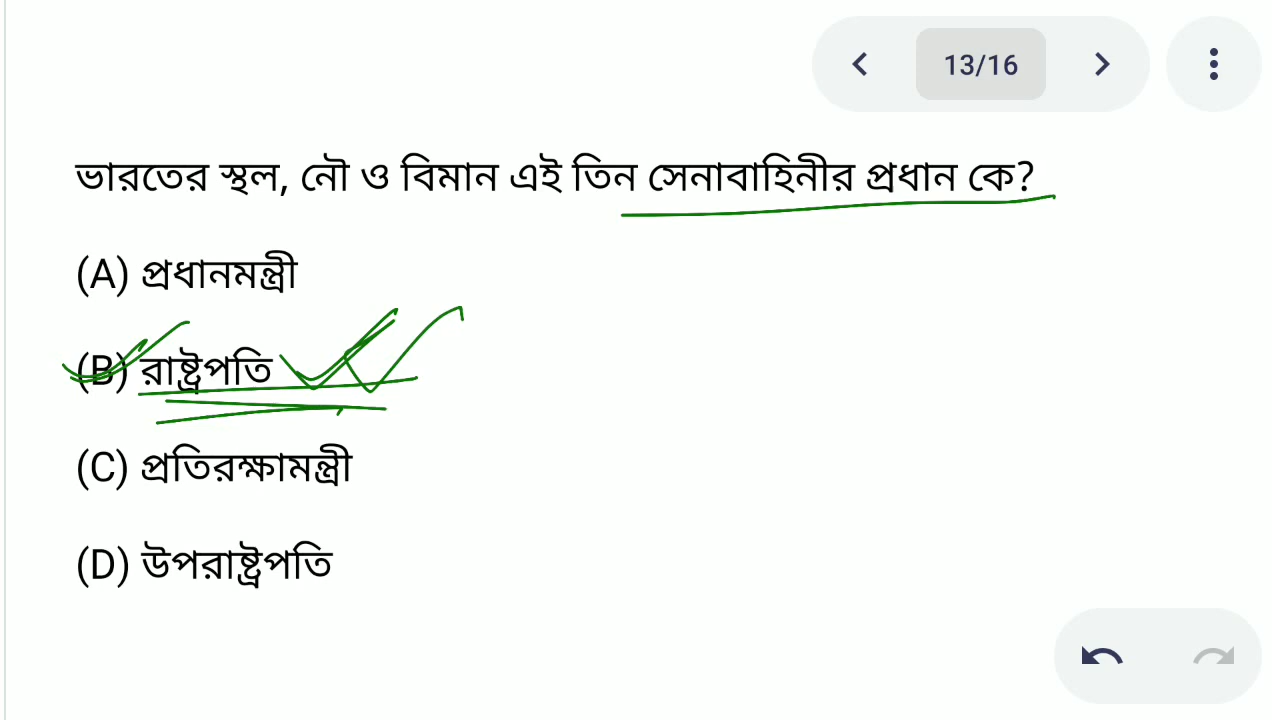 13/16
ভারতের স্থল, নৌ ও বিমান এই তিন সেনাবাহিনীর প্রধান কে?
(A) প্রধানমন্ত্রী
(B) রাষ্ট্রপতি
(C) প্রতিরক্ষামন্ত্রী
(D) উপরাষ্ট্রপতি